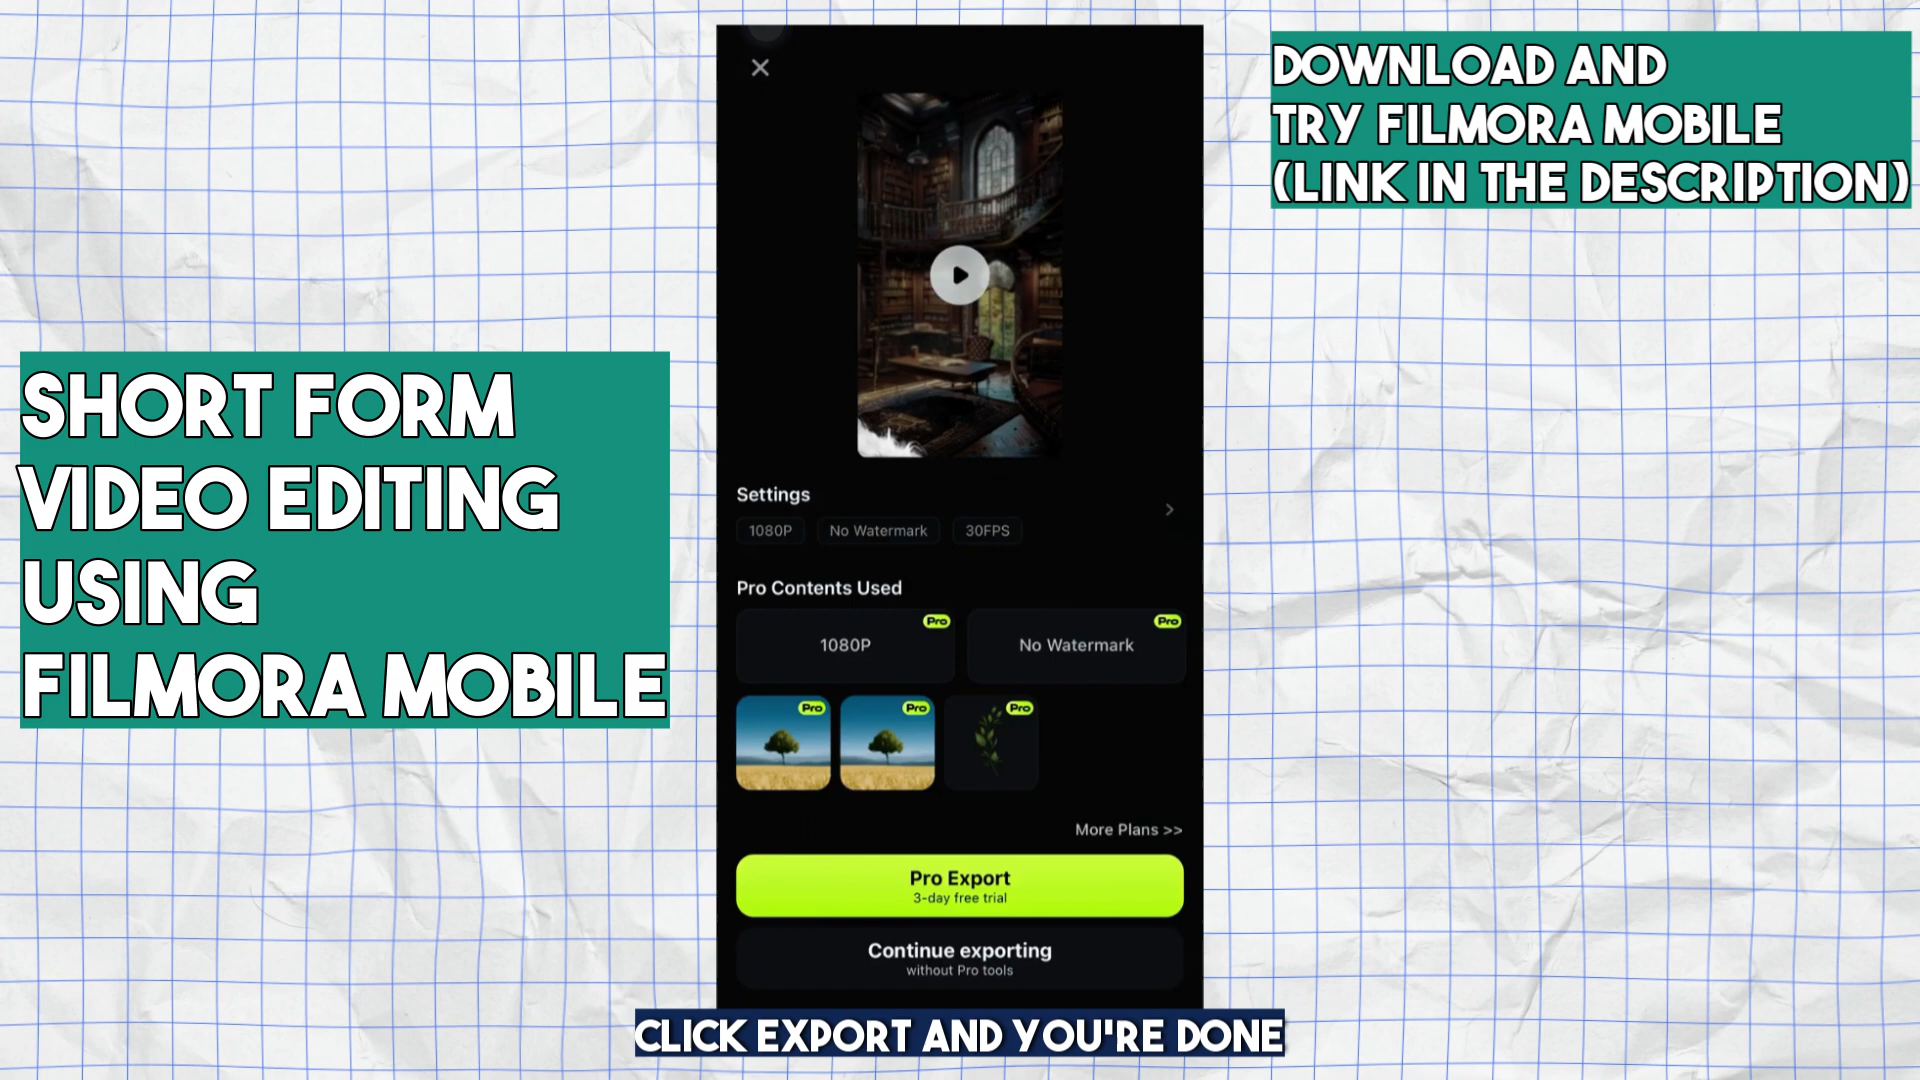 DOWNLOAD AND
TRY FILMORA MOBILE
(LINK IN THE DESCRIPTION)
SHORT FORM
VIDEO EDITING
USING
FILMORA MOBILE
Settings
1080P No Watermark 30FPS
Pro Contents Used
Pro Pro
1080P No Watermark
Pro Pro Pro
More Plans >>
Pro Export
3-day free trial
Continue exporting
without Pro tools
CLICK EXPORT AND YOU'RE DONE